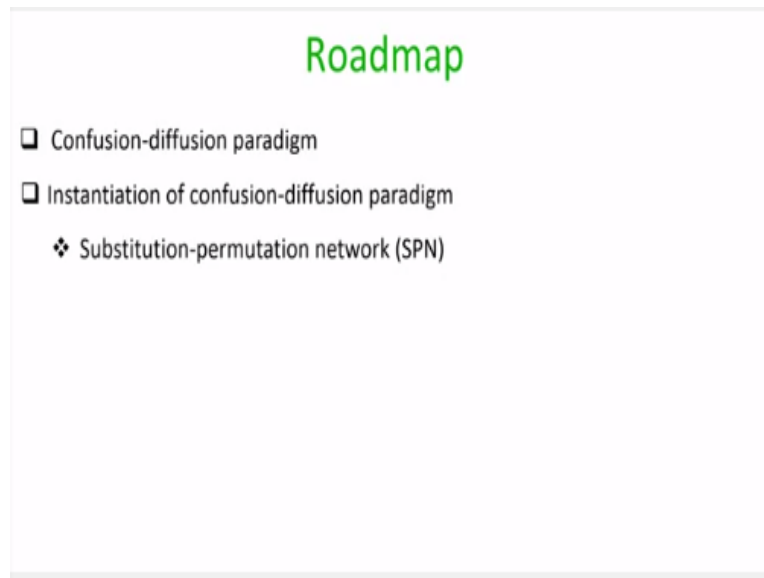 Roadmap
Confusion-diffusion paradigm
Instantiation of confusion-diffusion paradigm
Substitution-permutation network (SPN)